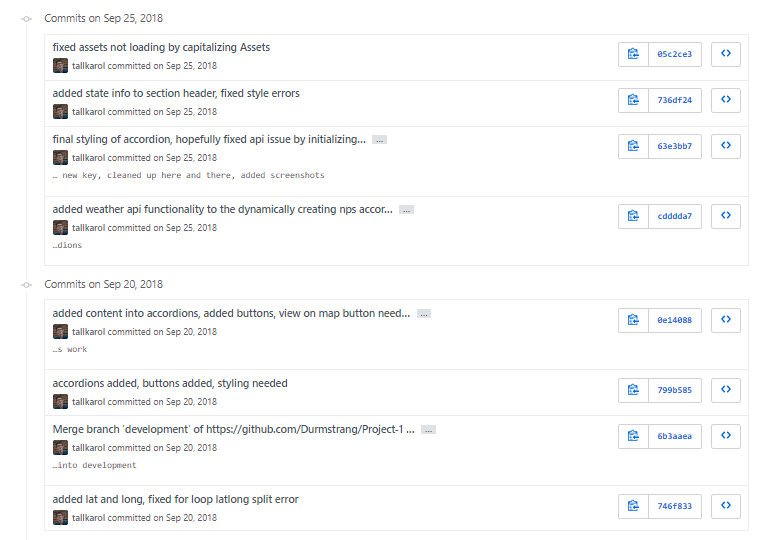 Commits on Sep 25, 2018
fixed assets not loading by capitalizing Assets
05c2ce3
tallkarol committed on Sep 25, 2018
added state info to section header, fixed style errors
736df24
tallkarol committed on Sep 25, 2018
final styling of accordion, hopefully fixed api issue by initializing... ...
63e3bb7
tallkarol committed on Sep 25, 2018
… new key, cleaned up here and there, added screenshots
added weather api functionality to the dynamically creating nps accor... ...
cdddda7
tallkarol committed on Sep 25, 2018
…dions
Commits on Sep 20, 2018
added content into accordions, added buttons, view on map button need... ...
0e14088
tallkarol committed on Sep 20, 2018
…s work
accordions added, buttons added, styling needed
799b585
tallkarol committed on Sep 20, 2018
Merge branch 'development' of https://github.com/Durmstrang/Project-1 ... ...
6b3aaea
tallkarol committed on Sep 20, 2018
…into development
added lat and long, fixed for loop latlong split error
746f833
tallkarol committed on Sep 20, 2018